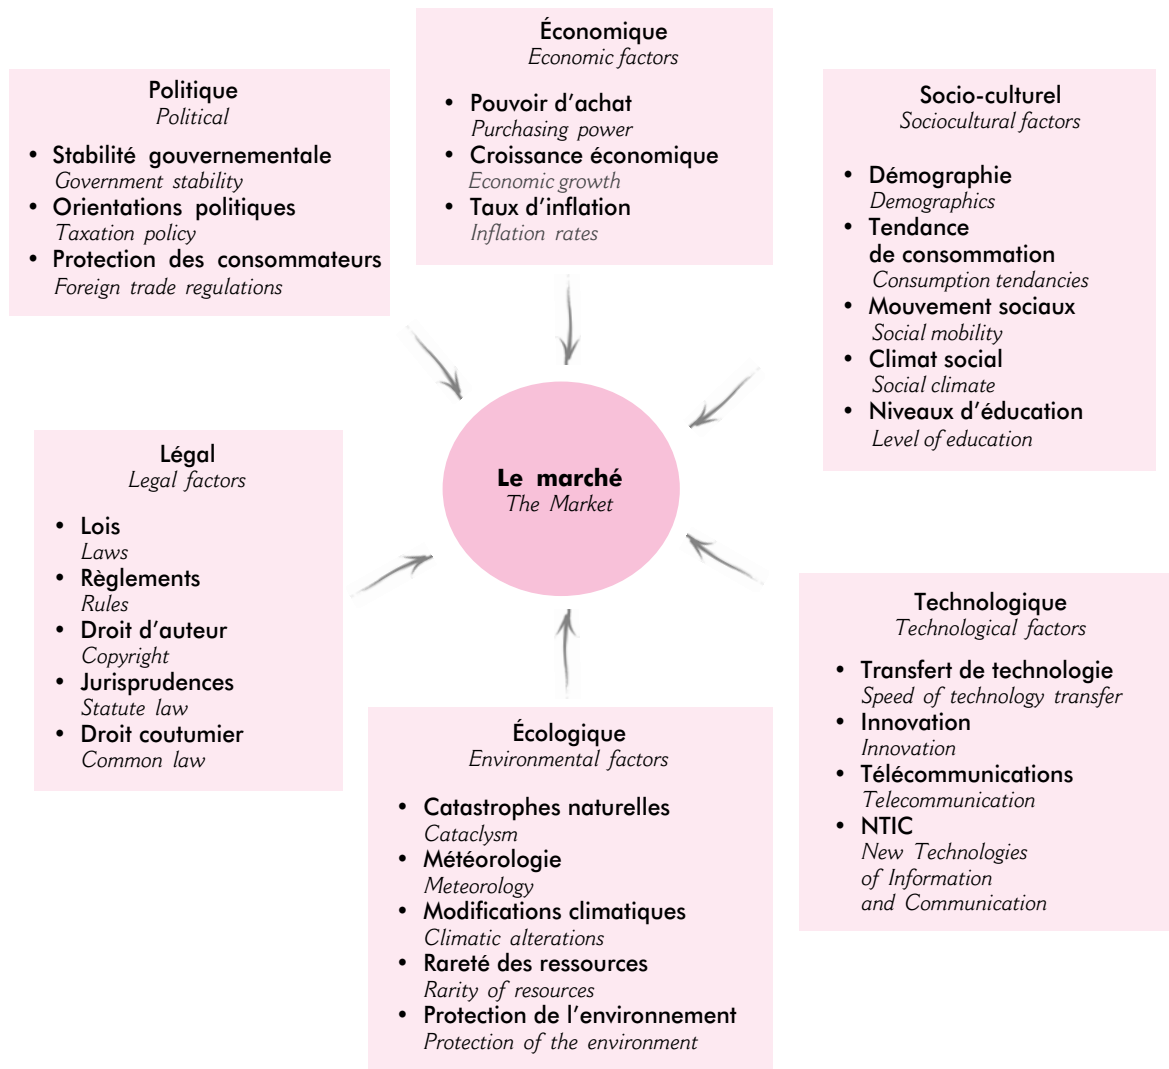 Économique
Economic factors
• Pouvoir d'achat
Purchasing power
• Croissance économique
Economic growth
• Taux d'inflation
Inflation rates
Politique
Political
• Stabilité gouvernementale
Government stability
• Orientations politiques
Taxation policy
• Protection des consommateurs
Foreign trade regulations
Socio-culturel
Sociocultural factors
• Démographie
Demographics
• Tendance
de consommation
Consumption tendancies
• Mouvement sociaux
Social mobility
• Climat social
Social climate
• Niveaux d'éducation
Level of education
Le marché
The Market
Légal
Legal factors
• Lois
Laws
• Règlements
Rules
• Droit d'auteur
Copyright
• Jurisprudences
Statute law
• Droit coutumier
Common law
Technologique
Technological factors
• Transfert de technologie
Speed of technology transfer
• Innovation
Innovation
• Télécommunications
Telecommunication
• NTIC
New Technologies
of Information
and Communication
Écologique
Environmental factors
• Catastrophes naturelles
Cataclysm
• Météorologie
Meteorology
• Modifications climatiques
Climatic alterations
• Rareté des ressources
Rarity of resources
• Protection de l'environnement
Protection of the environment